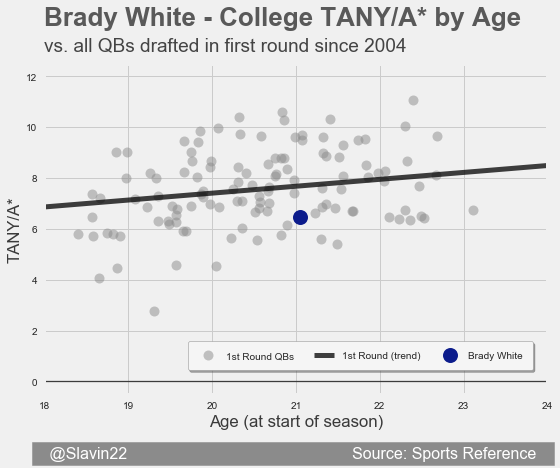 Brady White - College TANY/A* by Age
vs. all QBs drafted in first round since 2004
12
10
8
6
4
2
0
TANY/A*
1st Round QBs
1st Round (trend)
Brady White
18
19
20
21
22
23
24
Age (at start of season)
@Slavin22
Source: Sports Reference